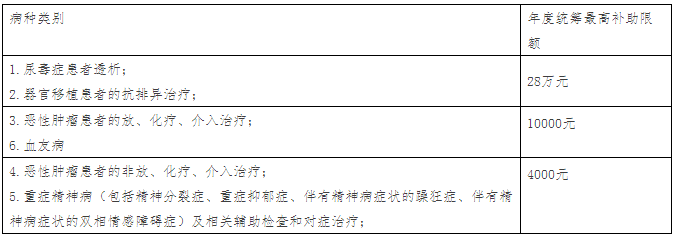 病种类别
年度统筹最高补助限
额
1.尿毒症患者透析；
2.器官移植患者的抗排异治疗；
28万元
3.恶性肿瘤患者的放、化疗、介入治疗；
6.血友病
10000元
4.恶性肿瘤患者的非放、化疗、介入治疗；
5.重症精神病（包括精神分裂症、重症抑郁症、伴有精神病症状的躁狂症、伴有精
神病症状的双相情感障碍症）及相关辅助检查和对症治疗；
4000元